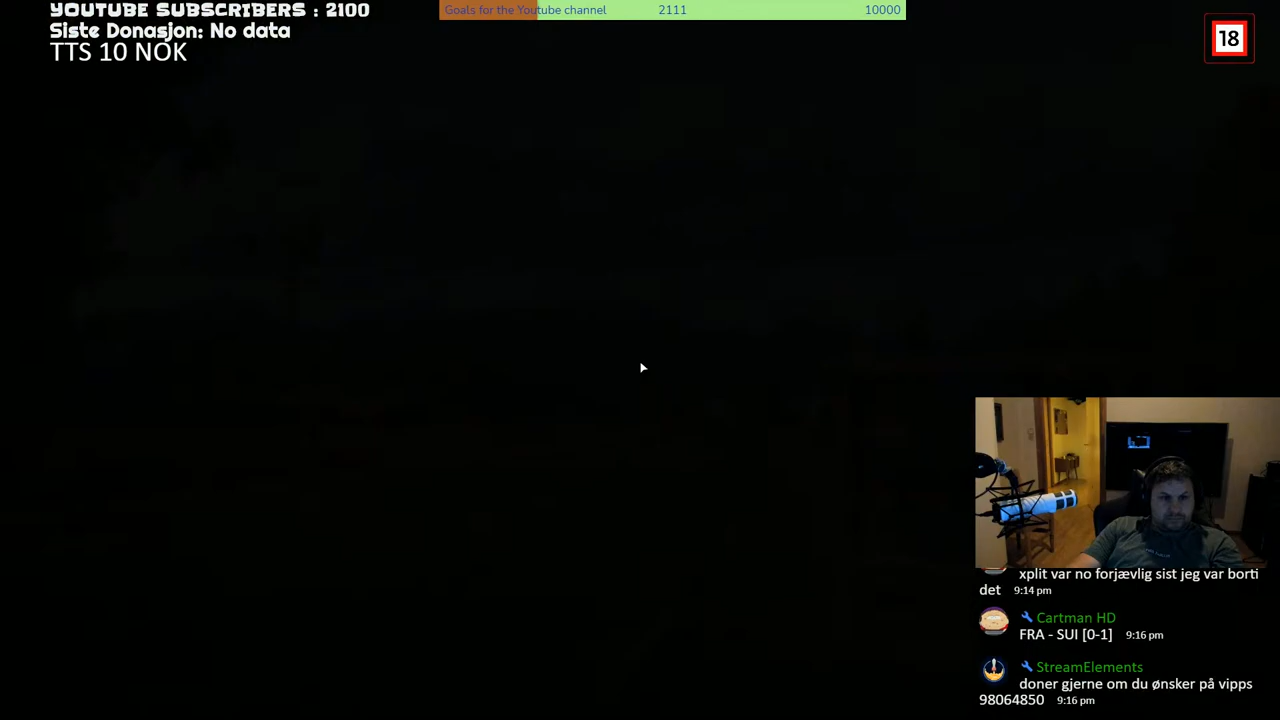 YOUTUBE SUBSCRIBERS : 2100
Siste Donasjon: No data
TTS 10 NOK
Goals for the Youtube channel 2111 10000
18
xplit var no forjævlig sist jeg var borti
det 9:14 pm
Cartman HD
FRA - SUI [0-1] 9:16 pm
StreamElements
doner gjerne om du ønsker på vipps
98064850 9:16 pm